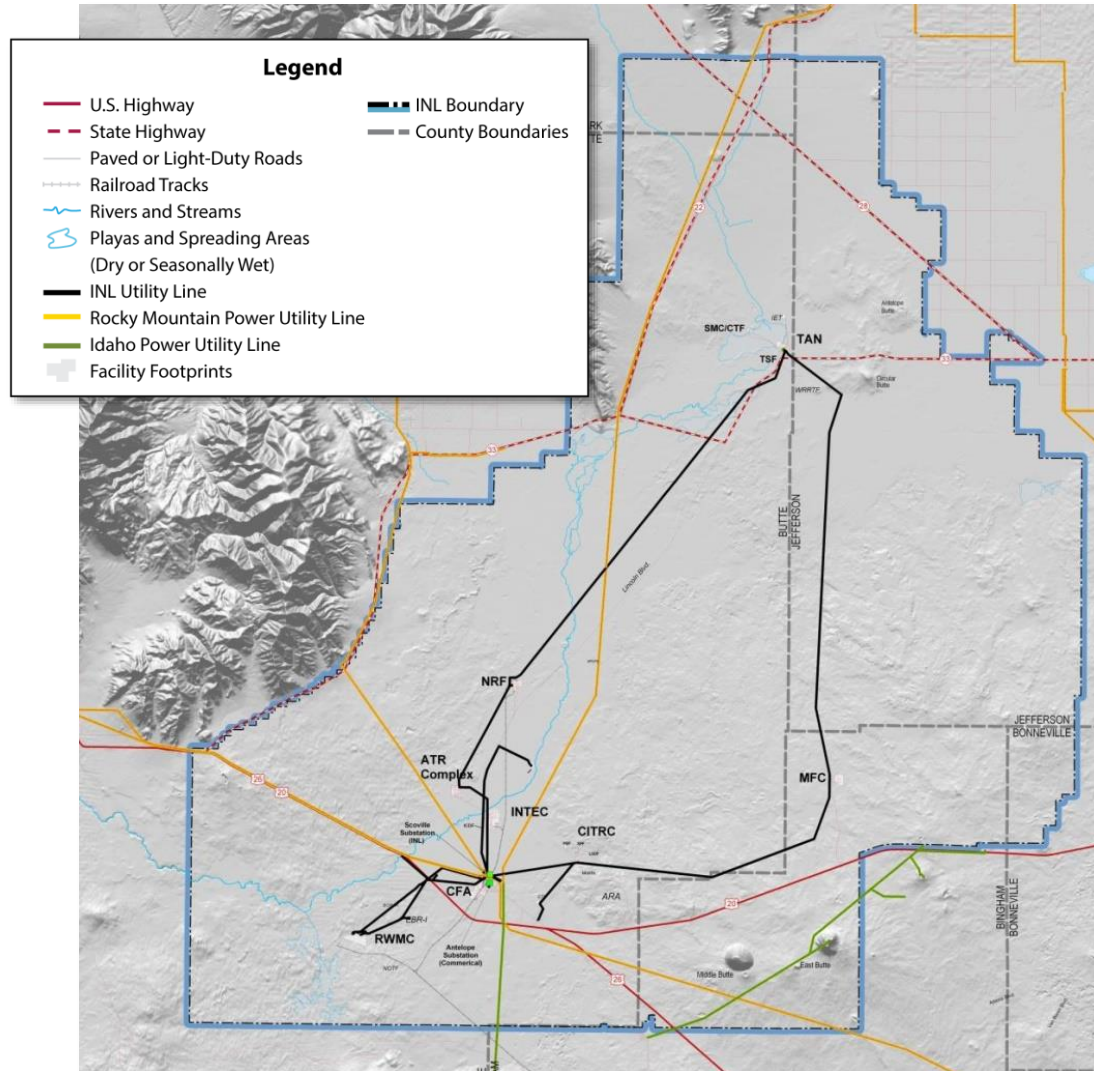 Legend
U.S. Highway
State Highway
Paved or Light-Duty Roads
Railroad Tracks
Rivers and Streams
Playas and Spreading Areas
(Dry or Seasonally Wet)
INL Utility Line
Rocky Mountain Power Utility Line
Idaho Power Utility Line
Facility Footprints
INL Boundary
County Boundaries
22
28
Antelope
Butte
IET
SMC/CTF
TAN
TSF
33
Circular
Butte
WRRTF
33
BUTTE
JEFFERSON
Lincoln Blvd.
NRF
JEFFERSON
BONNEVILLE
ATR
Complex
MFC
26
20
INTEC
Scoville
Substation
(INL)
CITRC
CFA
ARA
EBR-I
20
RWMC
Antelope
Substation
(Commerical)
BINGHAM
BONNEVILLE
Middle Butte
East Butte
26